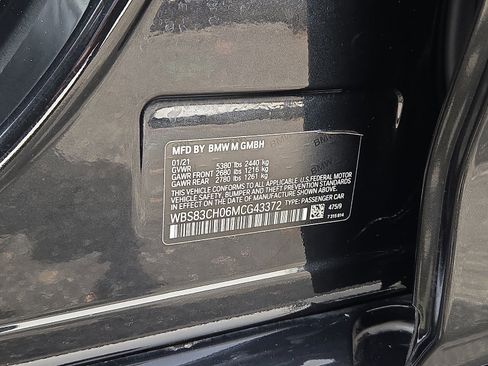 MFD BY BMW M GMBH
01/21
GVWR 5380 lbs 2440 kg
GAWR FRONT 2680 lbs 1216 kg
GAWR REAR 2780 lbs 1261 kg
THIS VEHICLE CONFORMS TO ALL APPLICABLE U.S. FEDERAL MOTOR
VEHICLE SAFETY, BUMPER AND THEFT PREVENTION STANDARDS
IN EFFECT ON THE DATE OF MANUFACTURE SHOWN ABOVE.
WBS83CH06MCG43372 TYPE: PASSENGER CAR
475/9